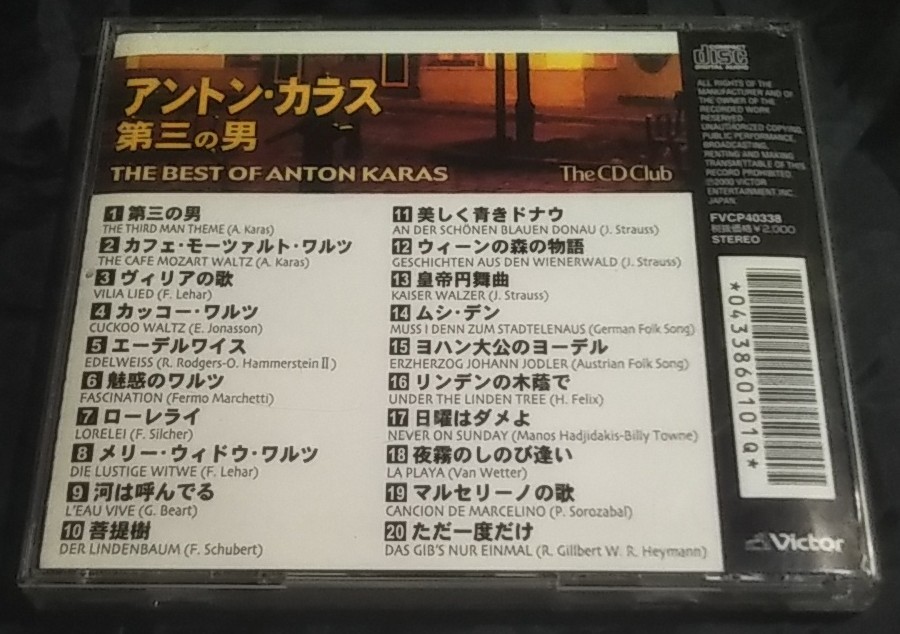 アントン・カラス
第三の男
THE BEST OF ANTON KARAS
The CD Club
1 第三の男
THE THIRD MAN THEME (A. Karas)
2 カフェ・モーツァルト・ワルツ
THE CAFE MOZART WALTZ (A. Karas)
3 ヴィリアの歌
VILIA LIED (F. Lehar)
4 カッコー・ワルツ
CUCKOO WALTZ (E. Jonasson)
5 エーデルワイス
EDELWEISS (R. Rodgers-O. Hammerstein II)
6 魅惑のワルツ
FASCINATION (Fermo Marchetti)
7 ローレライ
LORELEI (F. Silcher)
8 メリー・ウィドウ・ワルツ
DIE LUSTIGE WITWE (F. Lehar)
9 河は呼んでる
L'EAU VIVE (G. Beart)
10 菩提樹
DER LINDENBAUM (F. Schubert)
11 美しく青きドナウ
AN DER SCHÖNEN BLAUEN DONAU (J. Strauss)
12 ウィーンの森の物語
GESCHICHTEN AUS DEN WIENERWALD (J. Strauss)
13 皇帝円舞曲
KAISER WALZER (J. Strauss)
14 ムシ・デン
MUSS I DENN ZUM STADTELENAUS (German Folk Song)
15 ヨハン大公のヨーデル
ERZHERZOG JOHANN JODLER (Austrian Folk Song)
16 リンデンの木蔭で
UNDER THE LINDEN TREE (H. Felix)
17 日曜はダメよ
NEVER ON SUNDAY (Manos Hadjidakis-Billy Towne)
18 夜霧のしのび逢い
LA PLAYA (Van Wetter)
19 マルセリーノの歌
CANCION DE MARCELINO (P. Sorozabal)
20 ただ一度だけ
DAS GIB'S NUR EINMAL (R. Gillbert W. R. Heymann)
COMPACT
disc
DIGITAL AUDIO
ALL RIGHTS OF THE
MANUFACTURER AND OF
THE OWNER OF THE
RECORDED WORK
RESERVED.
UNAUTHORIZED COPYING,
PUBLIC PERFORMANCE,
BROADCASTING,
RENTING AND MAKING
TRANSMITTABLE OF THIS
RECORD PROHIBITED.
℗2000 VICTOR
ENTERTAINMENT, INC.
JAPAN.
FVCP40338
税抜価格¥2,000
STEREO
*0433860101Q*
Victor